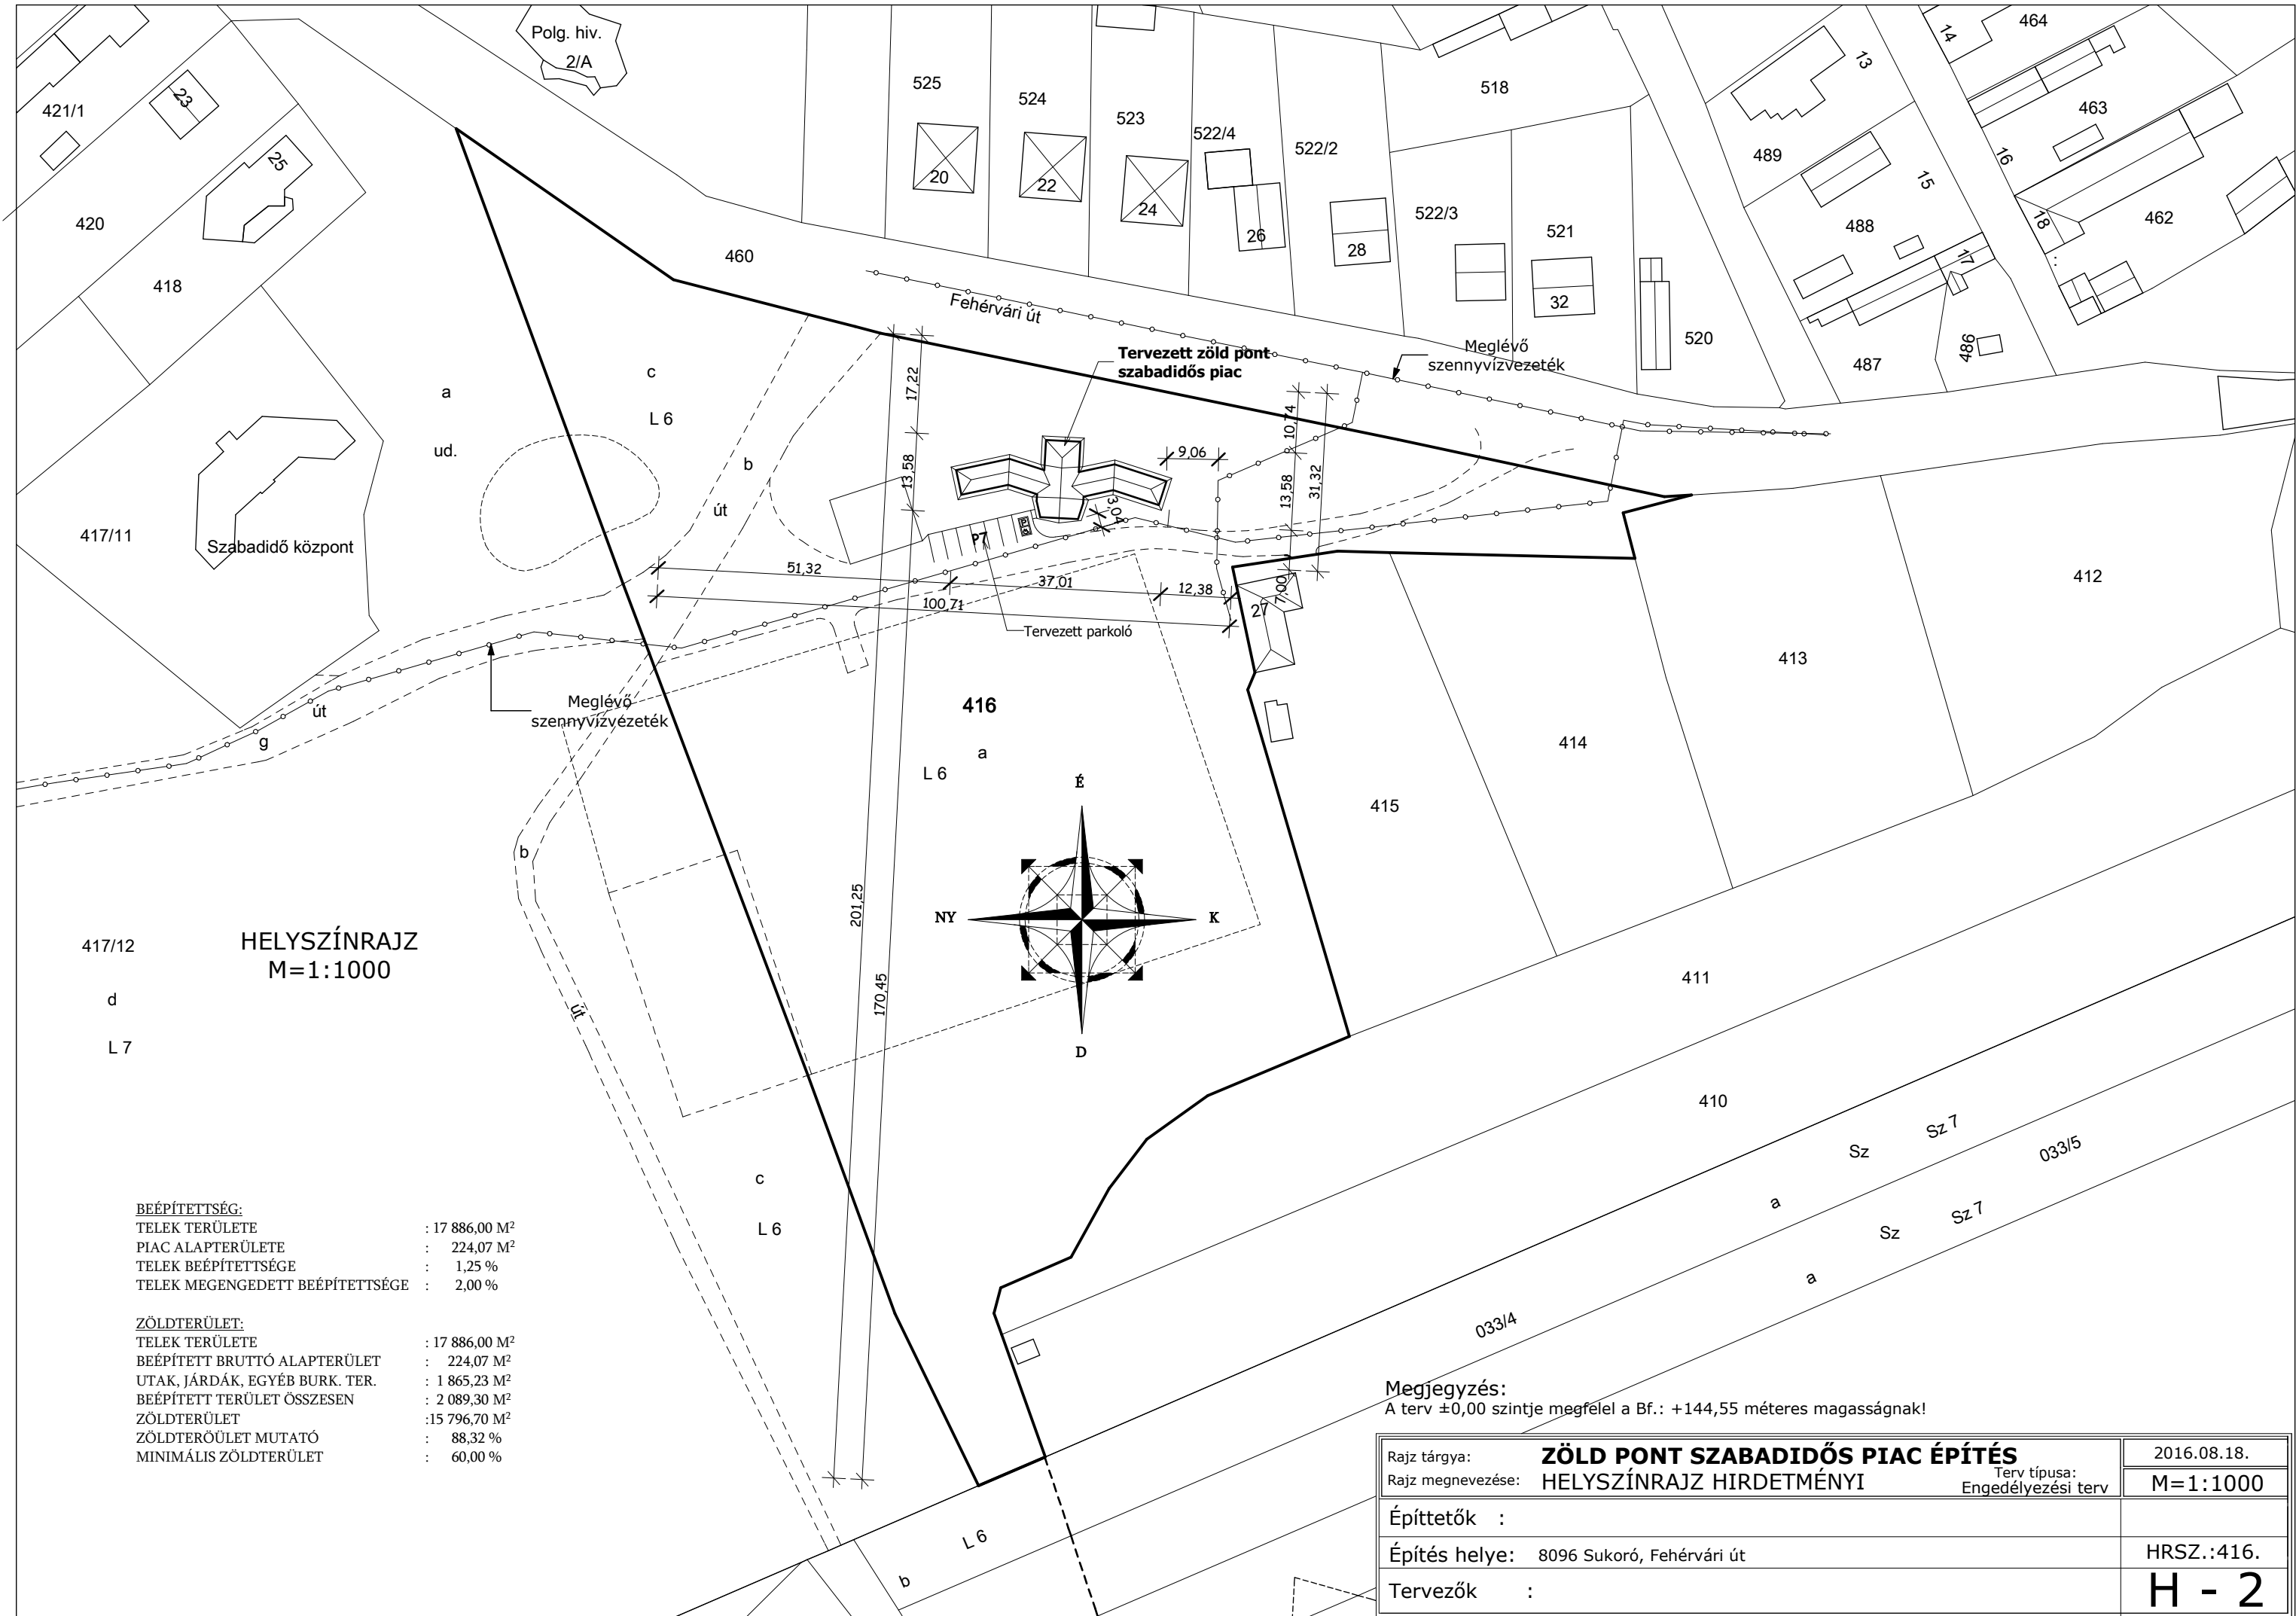 Polg. hiv.
2/A
421/1
23
25
420
418
417/11
Szabadidő központ
a
ud.
c
L 6
b
út
460
Fehérvári út
525
524
523
522/4
522/2
518
522/3
521
520
20
22
24
26
28
32
489
488
487
486
13
15
17
14
16
18
:
464
463
462
Tervezett zöld pont
szabadidős piac
Meglévő
szennyvízvezeték
17,22
13,58
10,74
13,58
31,32
9,06
3,04
P7
51,32
37,01
12,38
100,71
7,00
27
Tervezett parkoló
Meglévő
szennyvízvezeték
út
g
416
a
L 6
412
413
414
415
411
410
É
NY
K
D
201,25
170,45
b
út
417/12
d
L 7
HELYSZÍNRAJZ
M=1:1000
c
L 6
Sz
Sz 7
a
033/5
Sz
Sz 7
a
033/4
L 6
b
BEÉPÍTETTSÉG:
TELEK TERÜLETE : 17 886,00 M²
PIAC ALAPTERÜLETE : 224,07 M²
TELEK BEÉPÍTETTSÉGE : 1,25 %
TELEK MEGENGEDETT BEÉPÍTETTSÉGE : 2,00 %
ZÖLDTERÜLET:
TELEK TERÜLETE : 17 886,00 M²
BEÉPÍTETT BRUTTÓ ALAPTERÜLET : 224,07 M²
UTAK, JÁRDÁK, EGYÉB BURK. TER. : 1 865,23 M²
BEÉPÍTETT TERÜLET ÖSSZESEN : 2 089,30 M²
ZÖLDTERÜLET :15 796,70 M²
ZÖLDTERÖÜLET MUTATÓ : 88,32 %
MINIMÁLIS ZÖLDTERÜLET : 60,00 %
Megjegyzés:
A terv ±0,00 szintje megfelel a Bf.: +144,55 méteres magasságnak!
Rajz tárgya: ZÖLD PONT SZABADIDŐS PIAC ÉPÍTÉS
2016.08.18.
Rajz megnevezése: HELYSZÍNRAJZ HIRDETMÉNYI
Terv típusa:
Engedélyezési terv
M=1:1000
Építtetők :
Építés helye: 8096 Sukoró, Fehérvári út
HRSZ.:416.
Tervezők :
H - 2